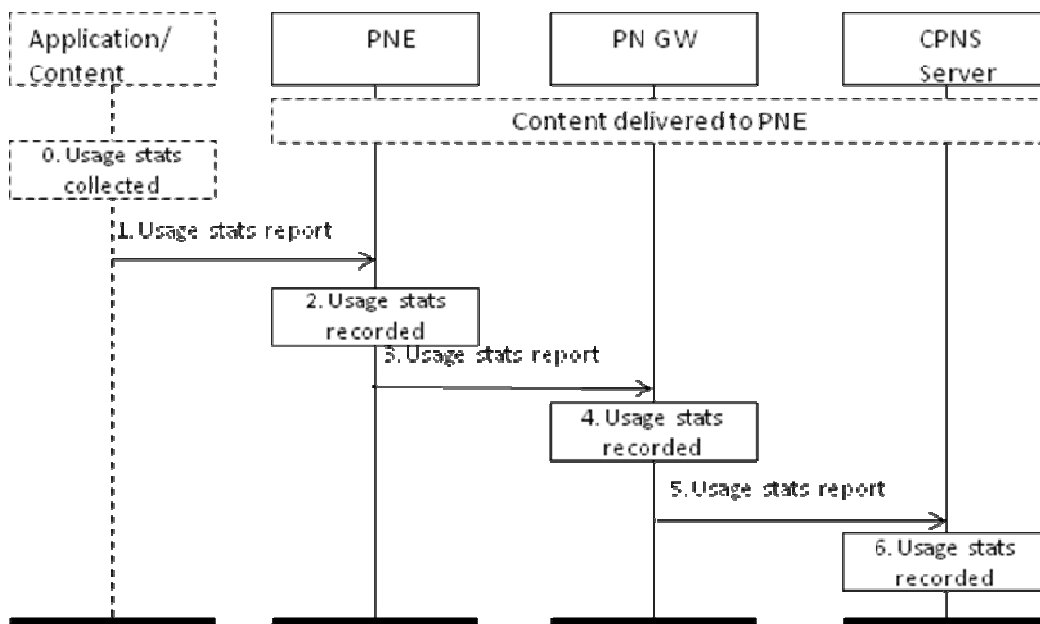 Application/
Content
PNE
PN GW
CPNS
Server
Content delivered to PNE
0. Usage stats
collected
1. Usage stats report
2. Usage stats
recorded
3. Usage stats report
4. Usage stats
recorded
5. Usage stats report
6. Usage stats
recorded